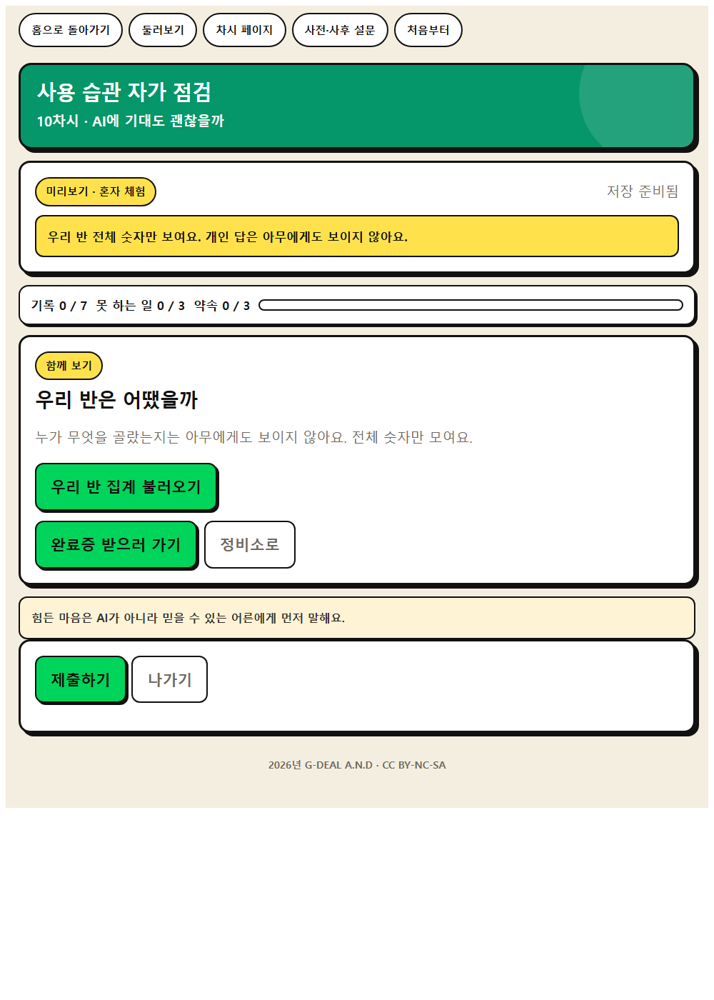 홈으로 돌아가기 둘러보기 차시 페이지 사전·사후 설문 처음부터
사용 습관 자가 점검
10차시 · AI에 기대도 괜찮을까
미리보기 · 혼자 체험 저장 준비됨
우리 반 전체 숫자만 보여요. 개인 답은 아무에게도 보이지 않아요.
기록 0 / 7 못 하는 일 0 / 3 약속 0 / 3
함께 보기
우리 반은 어땠을까
누가 무엇을 골랐는지는 아무에게도 보이지 않아요. 전체 숫자만 모여요.
우리 반 집계 불러오기
완료증 받으러 가기 정비소로
힘든 마음은 AI가 아니라 믿을 수 있는 어른에게 먼저 말해요.
제출하기 나가기
2026년 G-DEAL A.N.D · CC BY-NC-SA